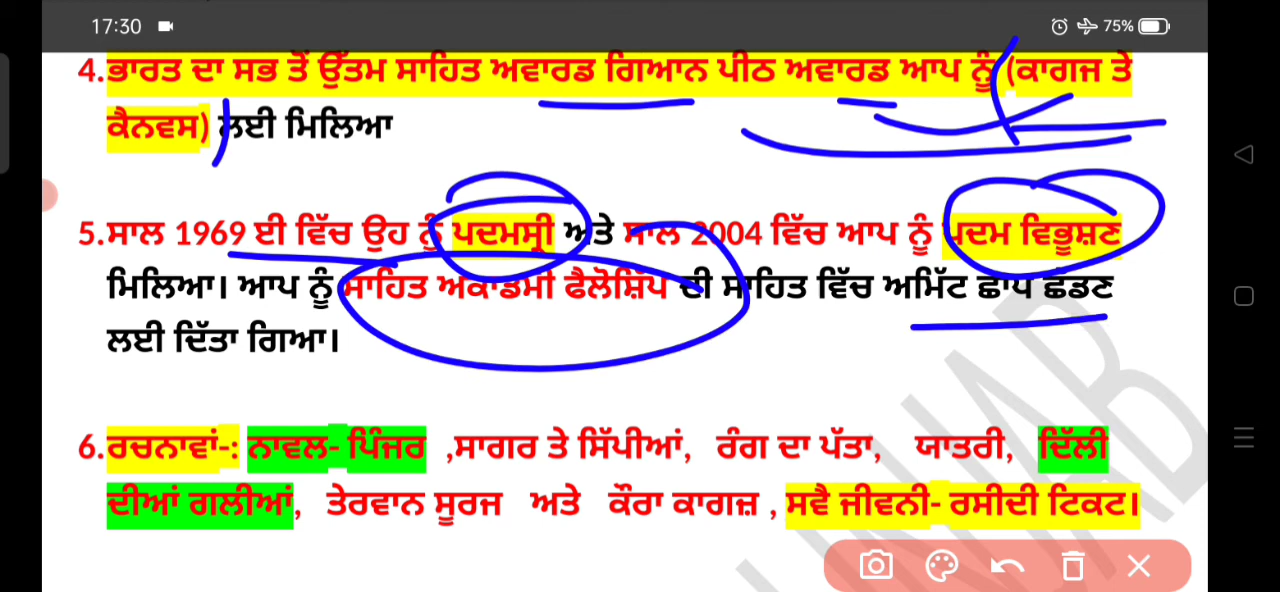 17:30
75%
4.ਭਾਰਤ ਦਾ ਸਭ ਤੋਂ ਉੱਤਮ ਸਾਹਿਤ ਅਵਾਰਡ ਗਿਆਨ ਪੀਠ ਅਵਾਰਡ ਆਪ ਨੂੰ (ਕਾਗਜ ਤੇ
ਕੈਨਵਸ) ਲਈ ਮਿਲਿਆ
5.ਸਾਲ 1969 ਈ ਵਿੱਚ ਉਹ ਨੂੰ ਪਦਮਸ੍ਰੀ ਅਤੇ ਸਾਲ 2004 ਵਿੱਚ ਆਪ ਨੂੰ ਪਦਮ ਵਿਭੂਸ਼ਣ
ਮਿਲਿਆ। ਆਪ ਨੂੰ ਸਾਹਿਤ ਅਕਾਡਮੀ ਫੈਲੋਸ਼ਿੱਪ ਦੀ ਸਾਹਿਤ ਵਿੱਚ ਅਮਿੱਟ ਛਾਪ ਛੱਡਣ
ਲਈ ਦਿੱਤਾ ਗਿਆ।
6.ਰਚਨਾਵਾਂ-: ਨਾਵਲ- ਪਿੰਜਰ ,ਸਾਗਰ ਤੇ ਸਿੱਪੀਆਂ, ਰੰਗ ਦਾ ਪੱਤਾ, ਯਾਤਰੀ, ਦਿੱਲੀ
ਦੀਆਂ ਗਲੀਆਂ, ਤੇਰਵਾਨ ਸੂਰਜ ਅਤੇ ਕੌਰਾ ਕਾਗਜ਼ , ਸਵੈ ਜੀਵਨੀ- ਰਸੀਦੀ ਟਿਕਟ।